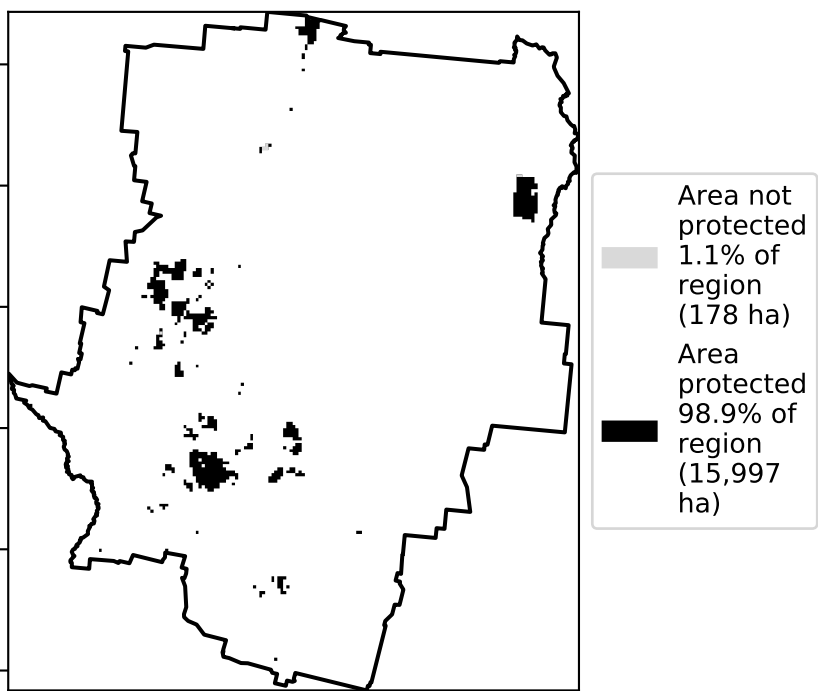 Area not
protected
1.1% of
region
(178 ha)
Area
protected
98.9% of
region
(15,997
ha)